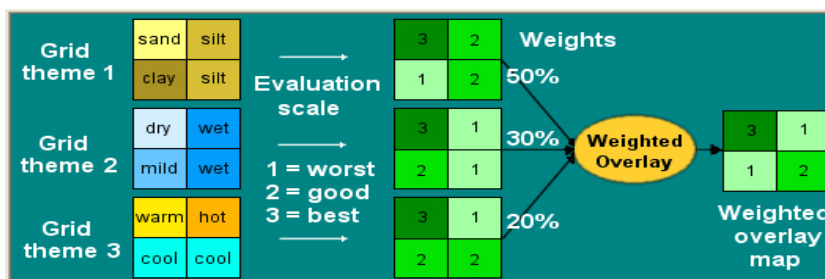 Grid
theme 1
sand silt
clay silt
Evaluation
scale
3 2
1 2
Weights
50%
Grid
theme 2
dry wet
mild wet
1 = worst
2 = good
3 = best
3 1
2 1
30%
Weighted
Overlay
3 1
1 2
Weighted
overlay
map
Grid
theme 3
warm hot
cool cool
3 1
2 2
20%